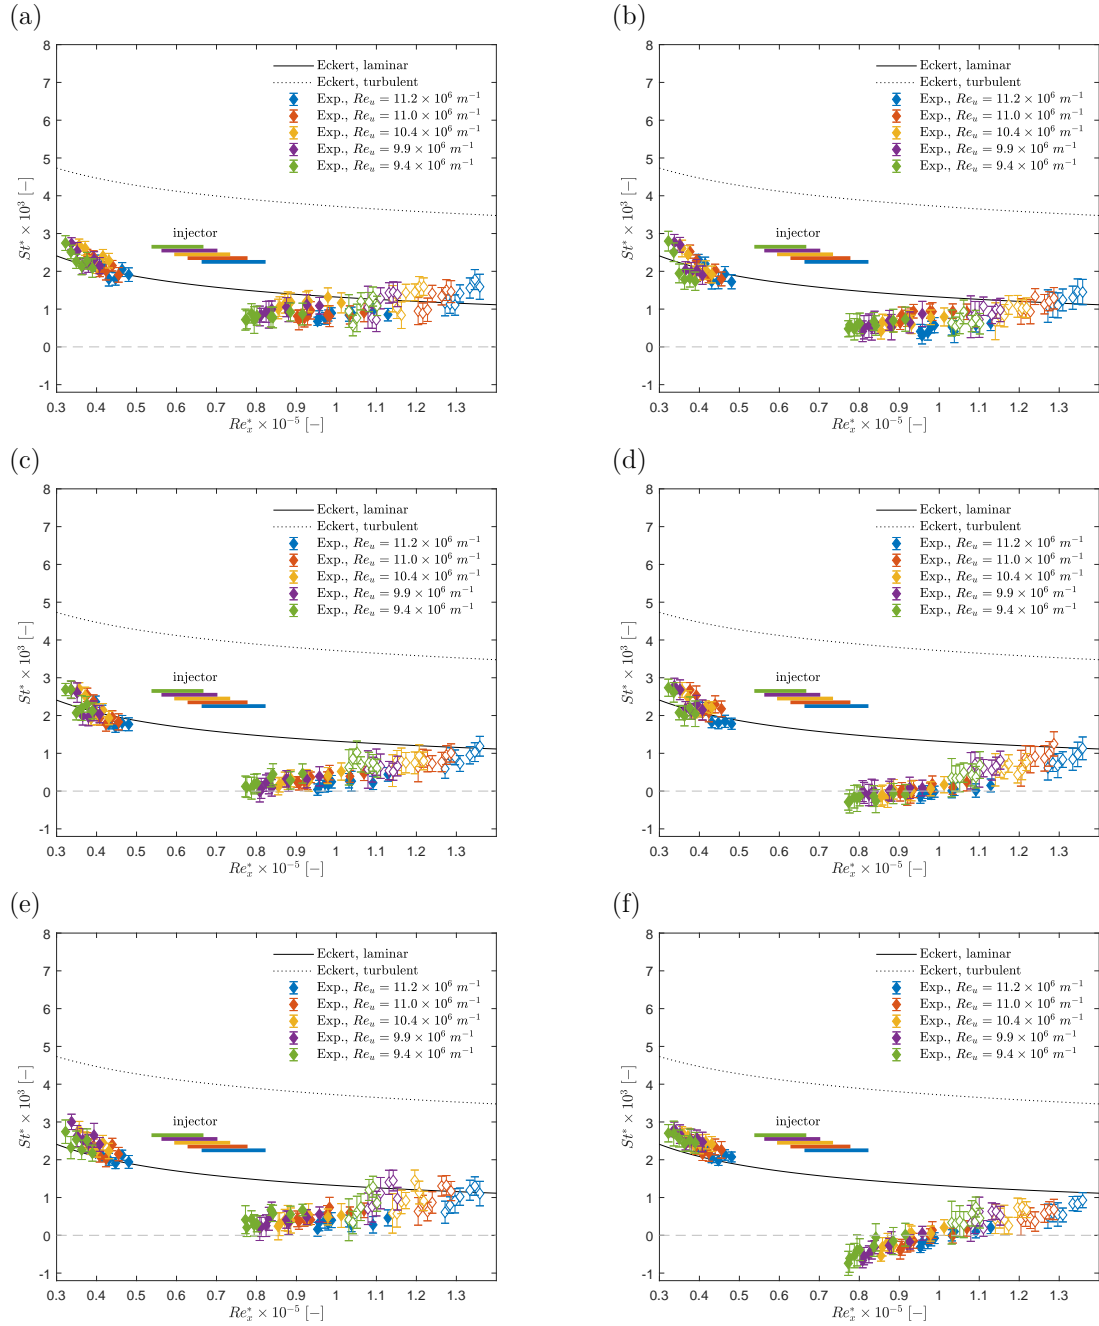 (a)
8
7
6
5
4
3
2
1
0
-1
St* × 10³ [−]
Eckert, laminar
Eckert, turbulent
Exp., Reᵤ = 11.2 × 10⁶ m⁻¹
Exp., Reᵤ = 11.0 × 10⁶ m⁻¹
Exp., Reᵤ = 10.4 × 10⁶ m⁻¹
Exp., Reᵤ = 9.9 × 10⁶ m⁻¹
Exp., Reᵤ = 9.4 × 10⁶ m⁻¹
injector
0.3 0.4 0.5 0.6 0.7 0.8 0.9 1 1.1 1.2 1.3
Re*ₓ × 10⁻⁵ [−]
(b)
8
7
6
5
4
3
2
1
0
-1
St* × 10³ [−]
Eckert, laminar
Eckert, turbulent
Exp., Reᵤ = 11.2 × 10⁶ m⁻¹
Exp., Reᵤ = 11.0 × 10⁶ m⁻¹
Exp., Reᵤ = 10.4 × 10⁶ m⁻¹
Exp., Reᵤ = 9.9 × 10⁶ m⁻¹
Exp., Reᵤ = 9.4 × 10⁶ m⁻¹
injector
0.3 0.4 0.5 0.6 0.7 0.8 0.9 1 1.1 1.2 1.3
Re*ₓ × 10⁻⁵ [−]
(c)
8
7
6
5
4
3
2
1
0
-1
St* × 10³ [−]
Eckert, laminar
Eckert, turbulent
Exp., Reᵤ = 11.2 × 10⁶ m⁻¹
Exp., Reᵤ = 11.0 × 10⁶ m⁻¹
Exp., Reᵤ = 10.4 × 10⁶ m⁻¹
Exp., Reᵤ = 9.9 × 10⁶ m⁻¹
Exp., Reᵤ = 9.4 × 10⁶ m⁻¹
injector
0.3 0.4 0.5 0.6 0.7 0.8 0.9 1 1.1 1.2 1.3
Re*ₓ × 10⁻⁵ [−]
(d)
8
7
6
5
4
3
2
1
0
-1
St* × 10³ [−]
Eckert, laminar
Eckert, turbulent
Exp., Reᵤ = 11.2 × 10⁶ m⁻¹
Exp., Reᵤ = 11.0 × 10⁶ m⁻¹
Exp., Reᵤ = 10.4 × 10⁶ m⁻¹
Exp., Reᵤ = 9.9 × 10⁶ m⁻¹
Exp., Reᵤ = 9.4 × 10⁶ m⁻¹
injector
0.3 0.4 0.5 0.6 0.7 0.8 0.9 1 1.1 1.2 1.3
Re*ₓ × 10⁻⁵ [−]
(e)
8
7
6
5
4
3
2
1
0
-1
St* × 10³ [−]
Eckert, laminar
Eckert, turbulent
Exp., Reᵤ = 11.2 × 10⁶ m⁻¹
Exp., Reᵤ = 11.0 × 10⁶ m⁻¹
Exp., Reᵤ = 10.4 × 10⁶ m⁻¹
Exp., Reᵤ = 9.9 × 10⁶ m⁻¹
Exp., Reᵤ = 9.4 × 10⁶ m⁻¹
injector
0.3 0.4 0.5 0.6 0.7 0.8 0.9 1 1.1 1.2 1.3
Re*ₓ × 10⁻⁵ [−]
(f)
8
7
6
5
4
3
2
1
0
-1
St* × 10³ [−]
Eckert, laminar
Eckert, turbulent
Exp., Reᵤ = 11.2 × 10⁶ m⁻¹
Exp., Reᵤ = 11.0 × 10⁶ m⁻¹
Exp., Reᵤ = 10.4 × 10⁶ m⁻¹
Exp., Reᵤ = 9.9 × 10⁶ m⁻¹
Exp., Reᵤ = 9.4 × 10⁶ m⁻¹
injector
0.3 0.4 0.5 0.6 0.7 0.8 0.9 1 1.1 1.2 1.3
Re*ₓ × 10⁻⁵ [−]